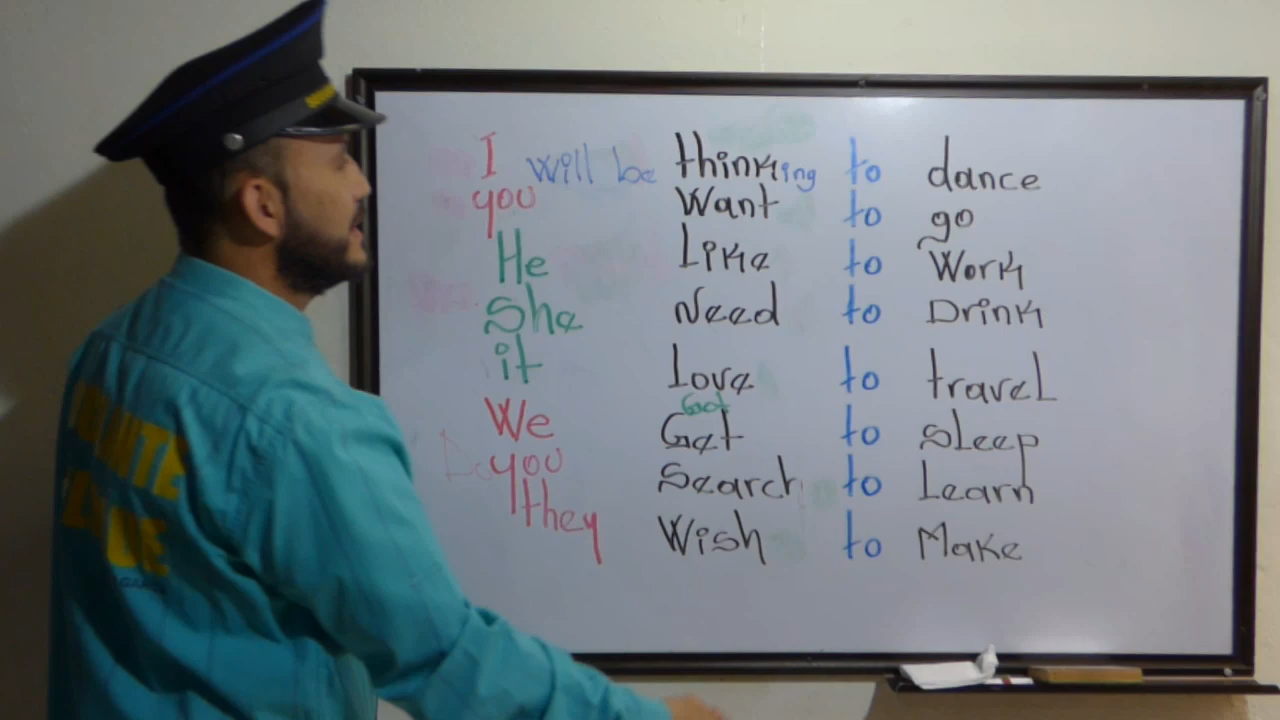 I will be thinking to dance
you want to go
He Like to Work
She Need to Drink
it Love to travel
Got
We Get to Sleep
Do you Search to Learn
they Wish to Make